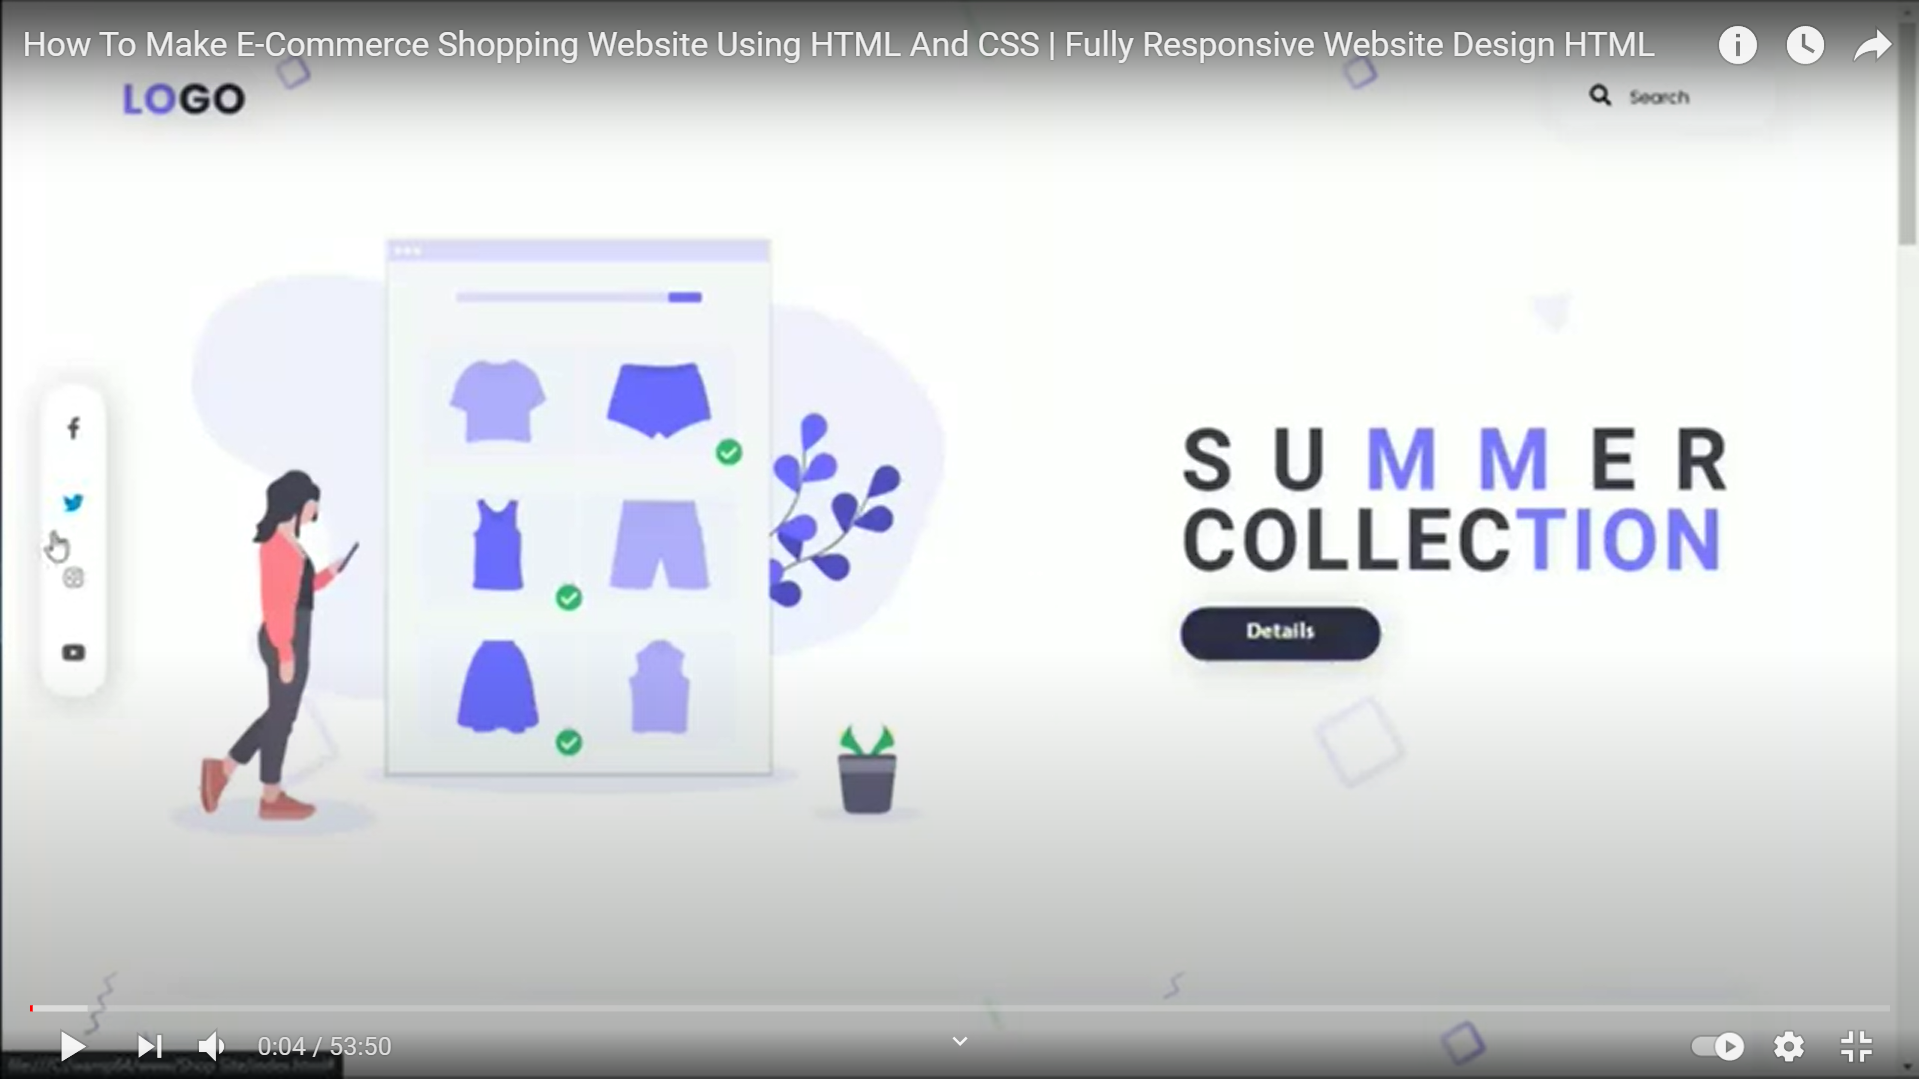 How To Make E-Commerce Shopping Website Using HTML And CSS | Fully Responsive Website Design HTML
LOGO
Search
SUMMER
COLLECTION
Details
0:04 / 53:50